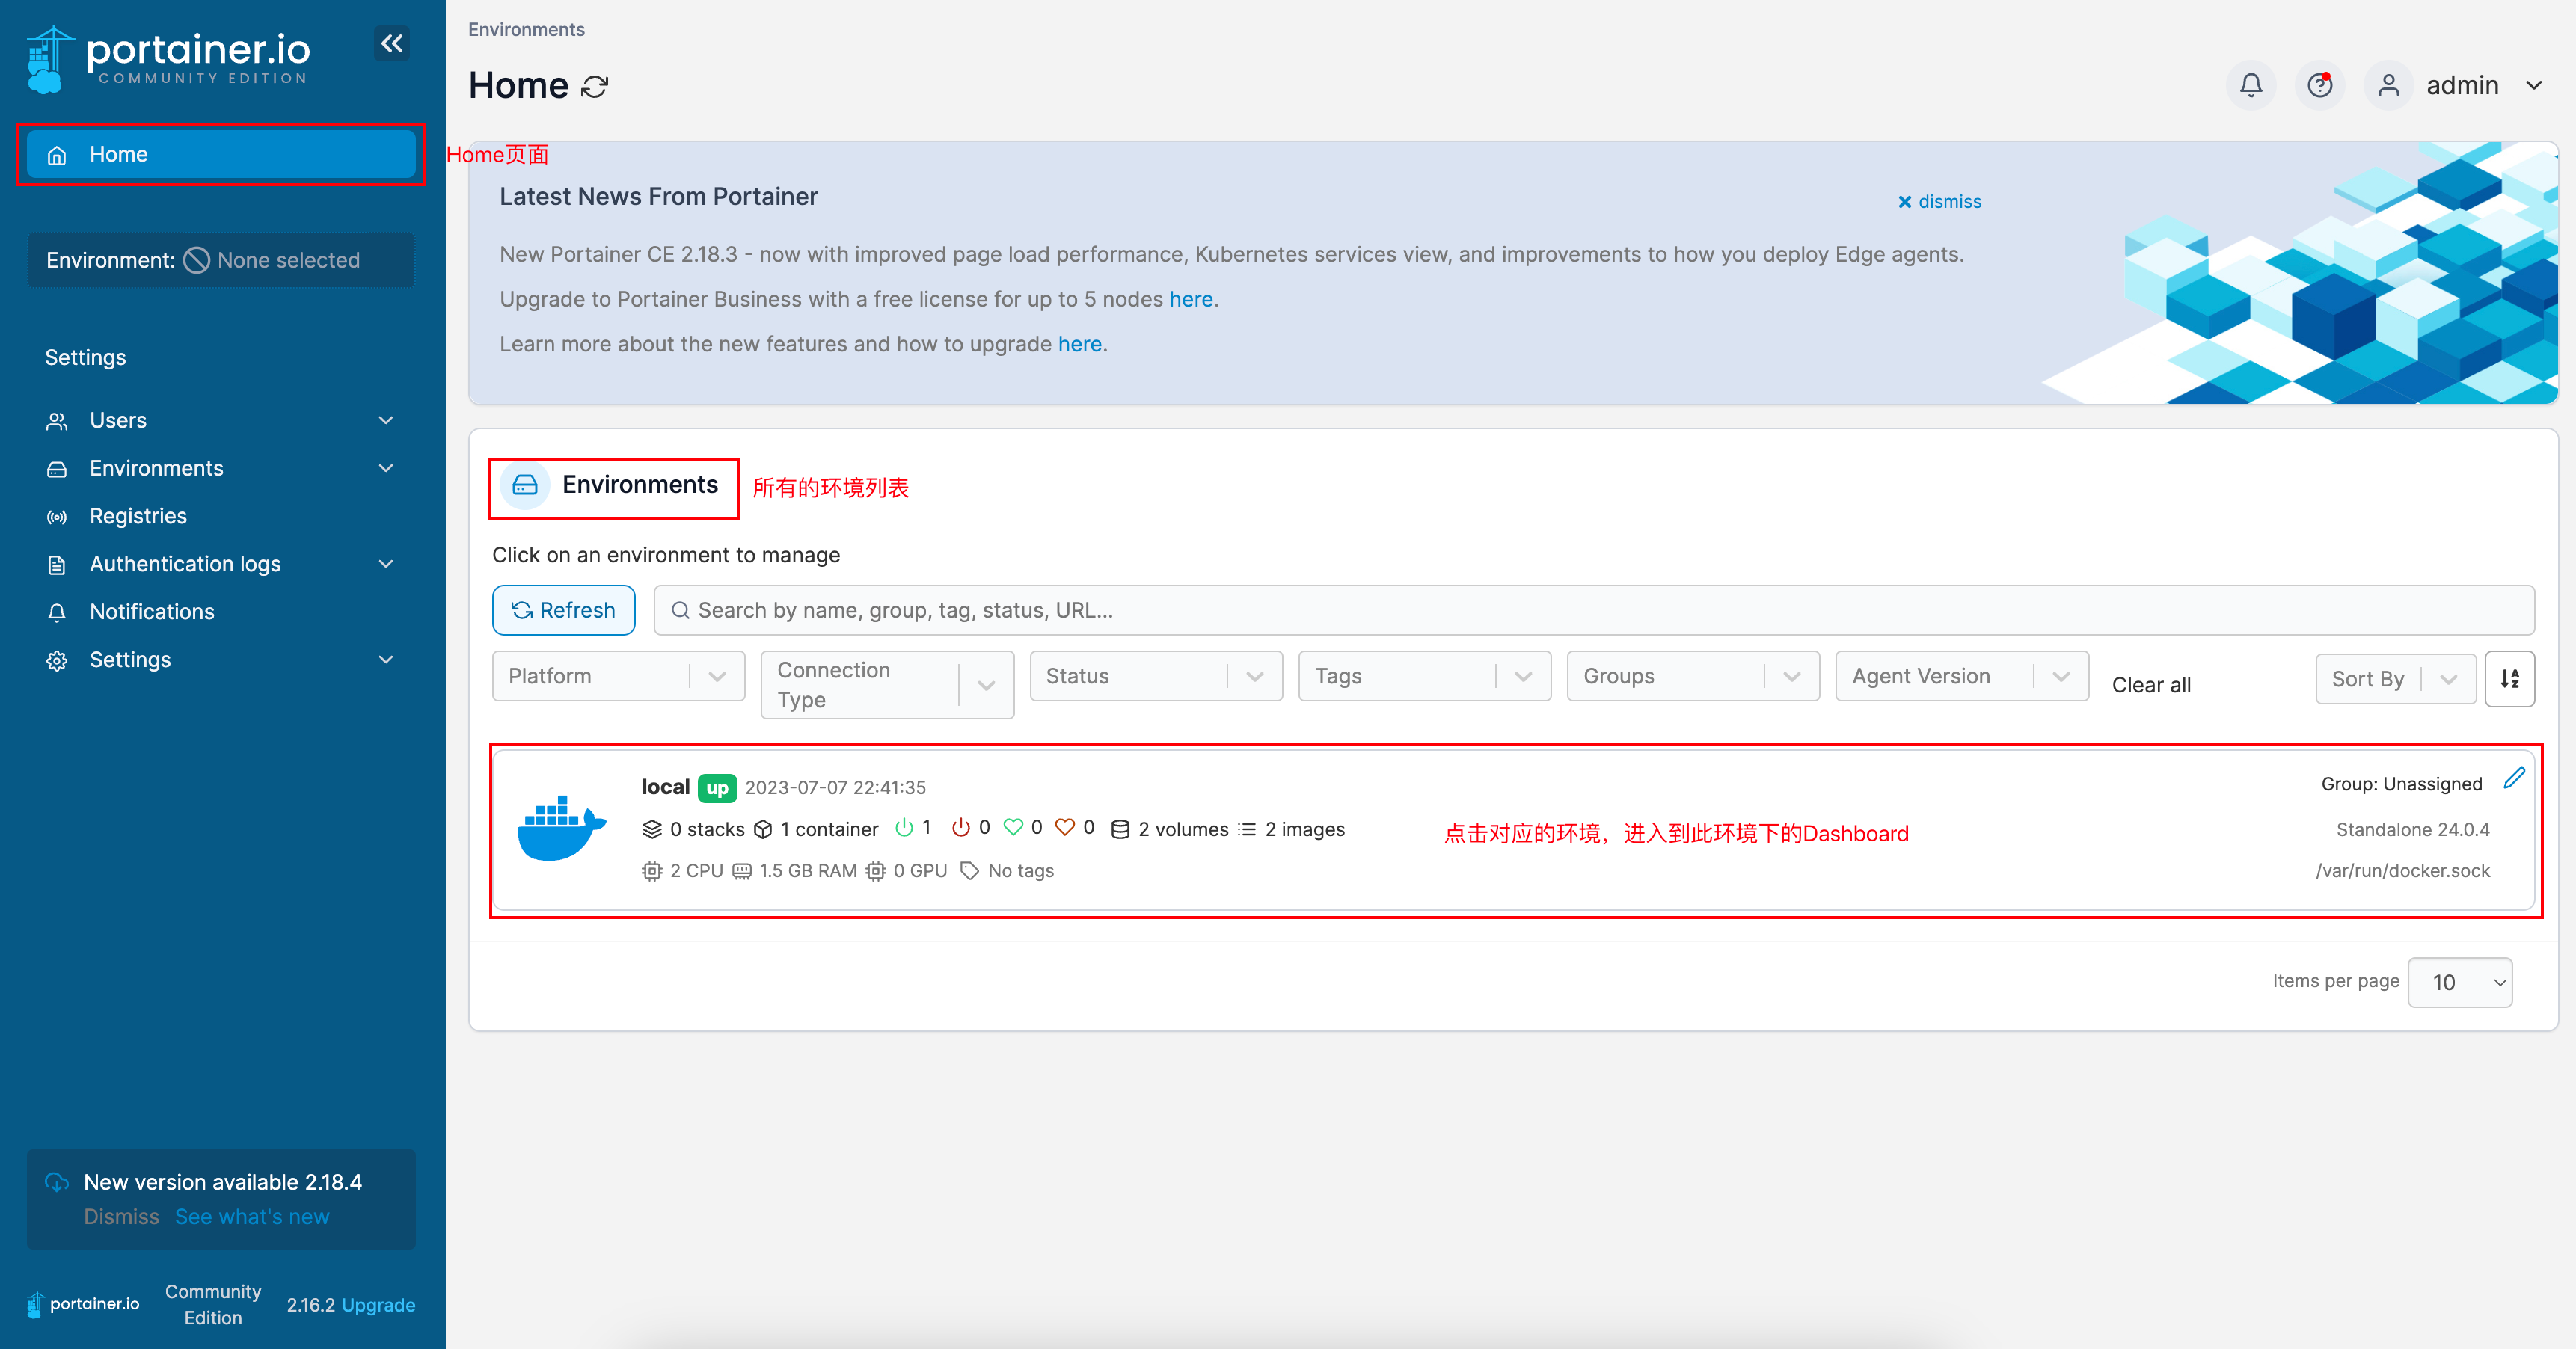 portainer.io
COMMUNITY EDITION
Home
Environment: None selected
Settings
Users
Environments
Registries
Authentication logs
Notifications
Settings
New version available 2.18.4
Dismiss See what's new
portainer.io
Community
Edition
2.16.2 Upgrade
Environments
Home
admin
Home页面
Latest News From Portainer
dismiss
New Portainer CE 2.18.3 - now with improved page load performance, Kubernetes services view, and improvements to how you deploy Edge agents.
Upgrade to Portainer Business with a free license for up to 5 nodes here.
Learn more about the new features and how to upgrade here.
Environments
所有的环境列表
Click on an environment to manage
Refresh
Search by name, group, tag, status, URL...
Platform
Connection
Type
Status
Tags
Groups
Agent Version
Clear all
Sort By
local up 2023-07-07 22:41:35
Group: Unassigned
0 stacks 1 container 1 0 0 0 2 volumes 2 images
点击对应的环境，进入到此环境下的Dashboard
Standalone 24.0.4
2 CPU 1.5 GB RAM 0 GPU No tags
/var/run/docker.sock
Items per page 10